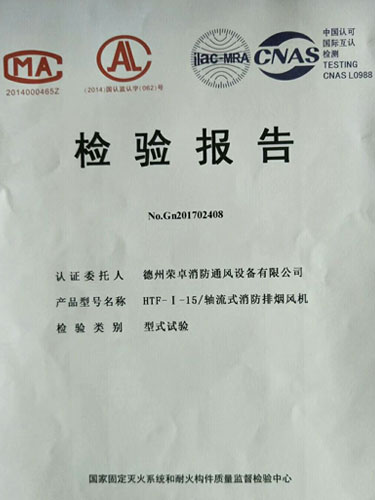 MA
2014000465Z
AL
(2014)国认监认字(062)号
ilac-MRA
CNAS
中国认可
国际互认
检测
TESTING
CNAS L0988
检验报告
No.Gn201702408
认证委托人 德州荣卓消防通风设备有限公司
产品型号名称 HTF-Ⅰ-15/轴流式消防排烟风机
检验类别 型式试验
国家固定灭火系统和耐火构件质量监督检验中心